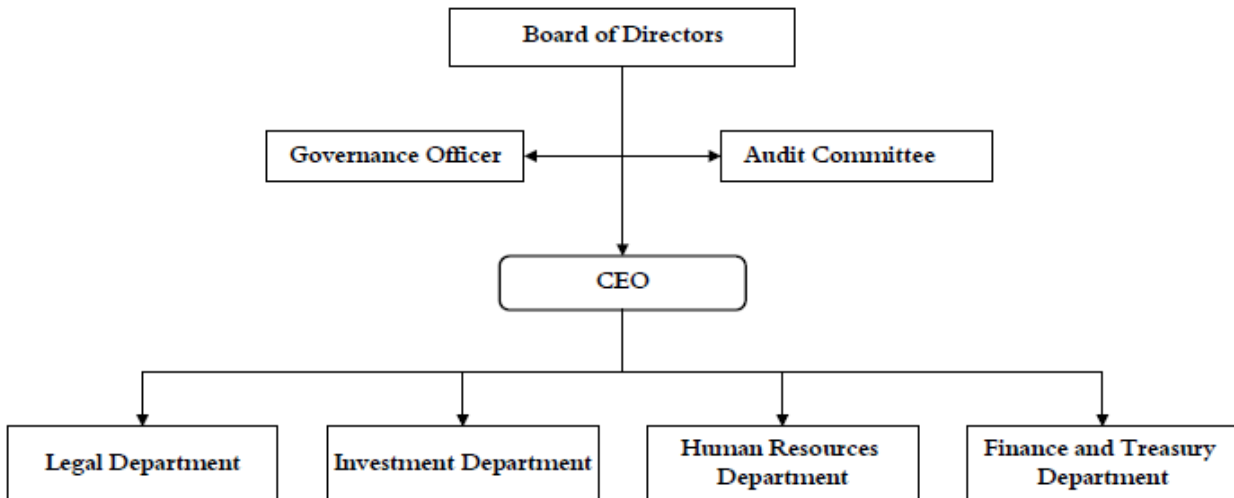 Board of Directors
Governance Officer
Audit Committee
CEO
Legal Department
Investment Department
Human Resources
Department
Finance and Treasury
Department